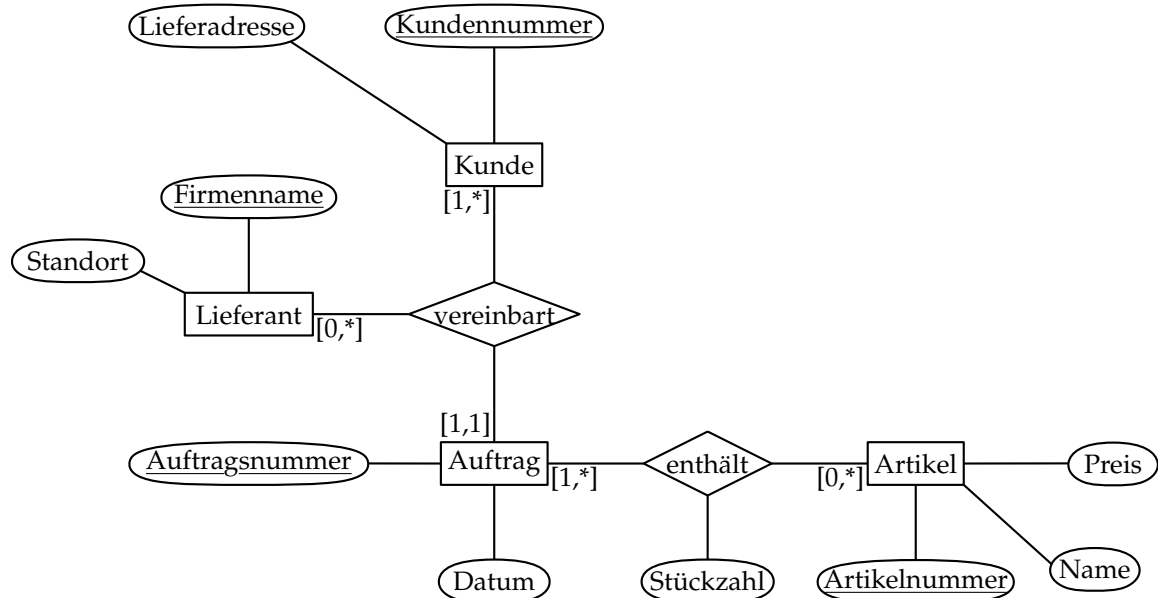 Lieferadresse
Kundennummer
Kunde
[1,*]
Firmenname
Standort
Lieferant
[0,*]
vereinbart
[1,1]
Auftragsnummer
Auftrag
[1,*]
enthält
[0,*]
Artikel
Preis
Datum
Stückzahl
Artikelnummer
Name